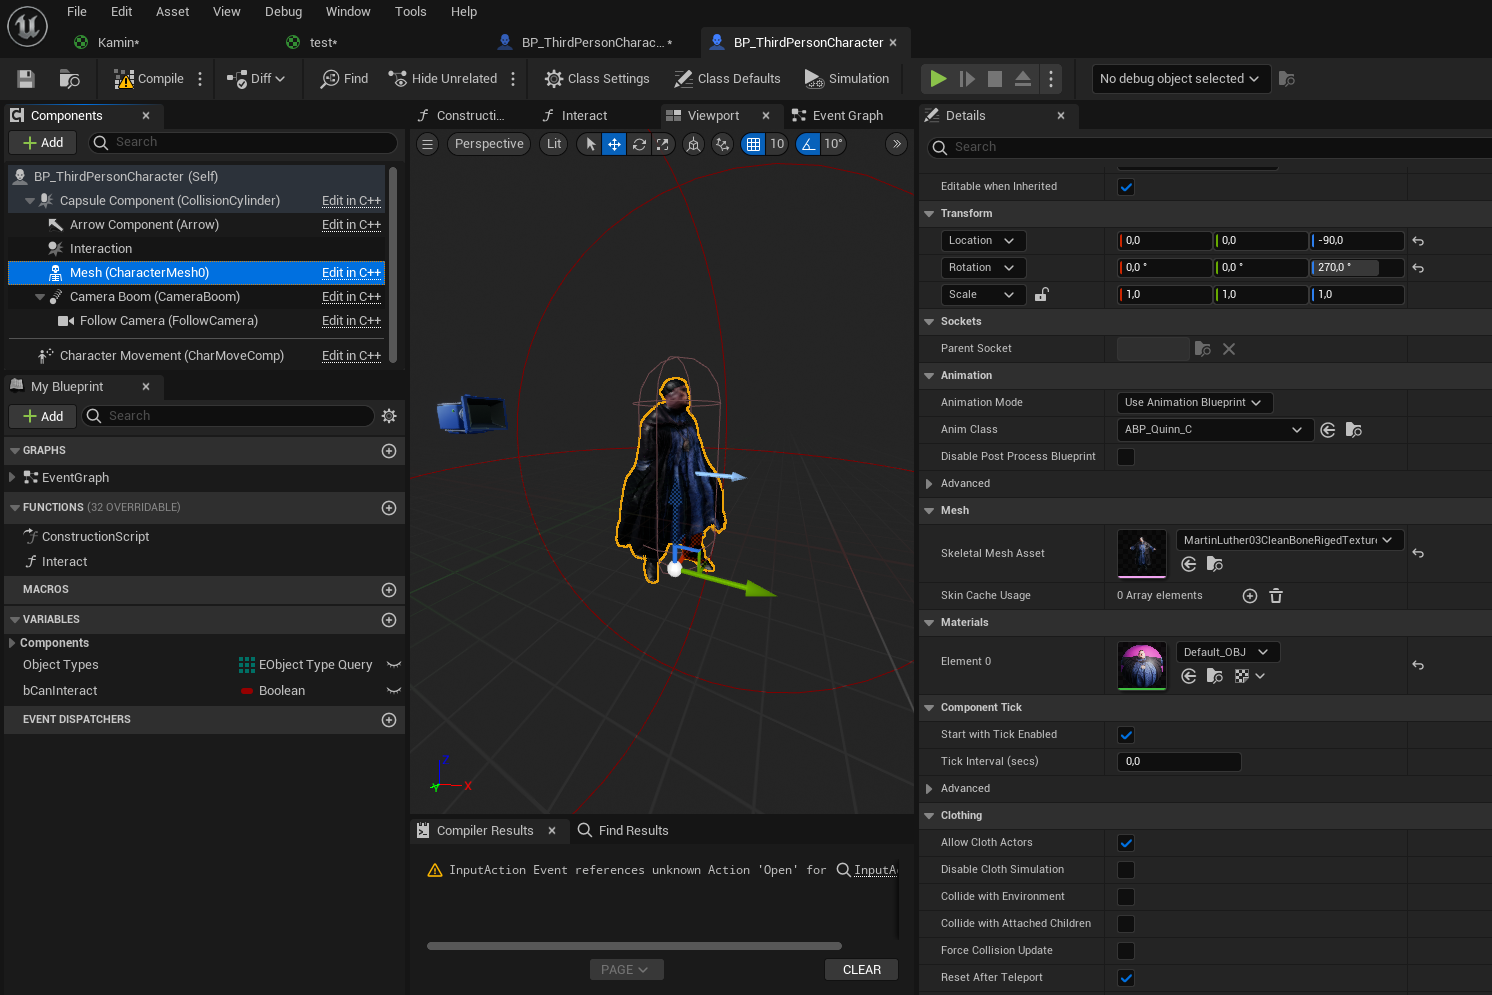 File Edit Asset View Debug Window Tools Help
Kamin* test* BP_ThirdPersonCharac... * BP_ThirdPersonCharacter
Compile Diff Find Hide Unrelated Class Settings Class Defaults Simulation No debug object selected
Components
Add Search
BP_ThirdPersonCharacter (Self)
Capsule Component (CollisionCylinder) Edit in C++
Arrow Component (Arrow) Edit in C++
Interaction
Mesh (CharacterMesh0) Edit in C++
Camera Boom (CameraBoom) Edit in C++
Follow Camera (FollowCamera) Edit in C++
Character Movement (CharMoveComp) Edit in C++
My Blueprint
Add Search
GRAPHS
EventGraph
FUNCTIONS (32 OVERRIDABLE)
ConstructionScript
Interact
MACROS
VARIABLES
Components
Object Types EObject Type Query
bCanInteract Boolean
EVENT DISPATCHERS
Constructi... Interact Viewport Event Graph
Perspective Lit 10 10°
Z
X
Y
Compiler Results Find Results
InputAction Event references unknown Action 'Open' for InputA
PAGE CLEAR
Details
Search
Editable when Inherited
Transform
Location 0,0 0,0 -90,0
Rotation 0,0 ° 0,0 ° 270,0 °
Scale 1,0 1,0 1,0
Sockets
Parent Socket
Animation
Animation Mode Use Animation Blueprint
Anim Class ABP_Quinn_C
Disable Post Process Blueprint
Advanced
Mesh
Skeletal Mesh Asset MartinLuther03CleanBoneRigedTexture
Skin Cache Usage 0 Array elements
Materials
Element 0 Default_OBJ
Component Tick
Start with Tick Enabled
Tick Interval (secs) 0,0
Advanced
Clothing
Allow Cloth Actors
Disable Cloth Simulation
Collide with Environment
Collide with Attached Children
Force Collision Update
Reset After Teleport